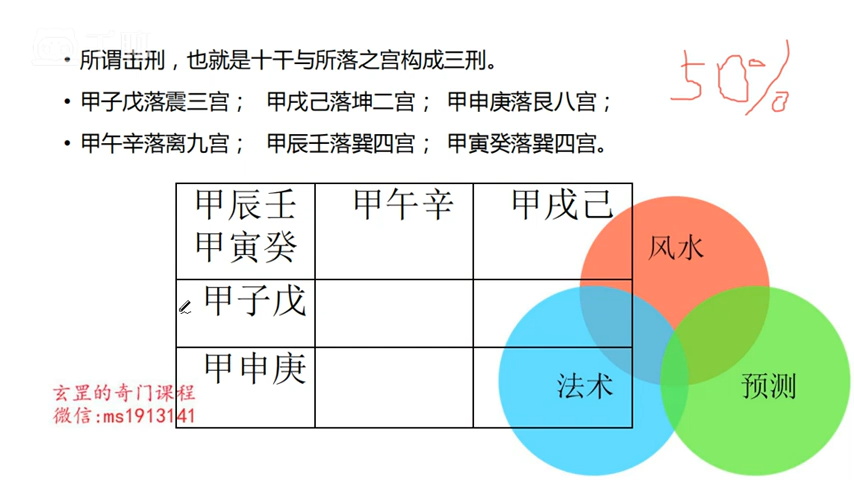 所谓击刑，也就是十干与所落之宫构成三刑。
甲子戊落震三宫； 甲戌己落坤二宫； 甲申庚落艮八宫；
甲午辛落离九宫； 甲辰壬落巽四宫； 甲寅癸落巽四宫。
50%
甲辰壬 甲午辛 甲戌己
甲寅癸
甲子戊
甲申庚
风水
法术 预测
玄罡的奇门课程
微信:ms1913141